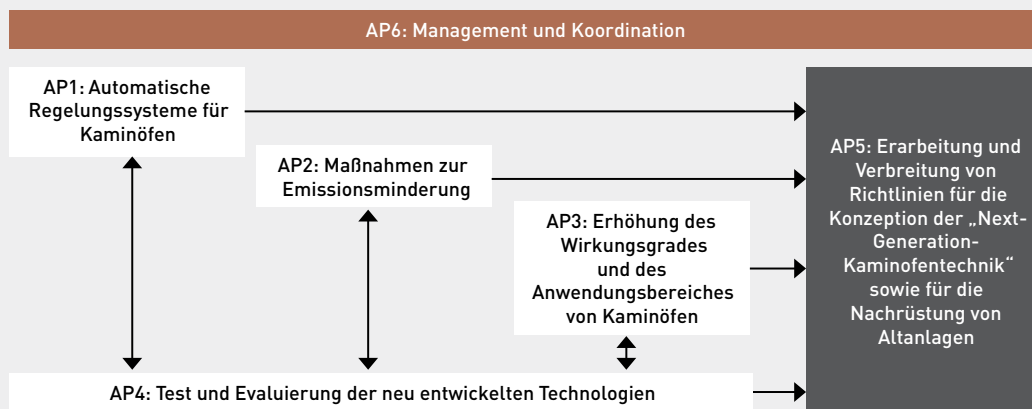 AP6: Management und Koordination
AP1: Automatische
Regelungssysteme für
Kaminöfen
AP2: Maßnahmen zur
Emissionsminderung
AP3: Erhöhung des
Wirkungsgrades
und des
Anwendungsbereiches
von Kaminöfen
AP4: Test und Evaluierung der neu entwickelten Technologien
AP5: Erarbeitung und
Verbreitung von
Richtlinien für die
Konzeption der „Next-
Generation-
Kaminofentechnik“
sowie für die
Nachrüstung von
Altanlagen